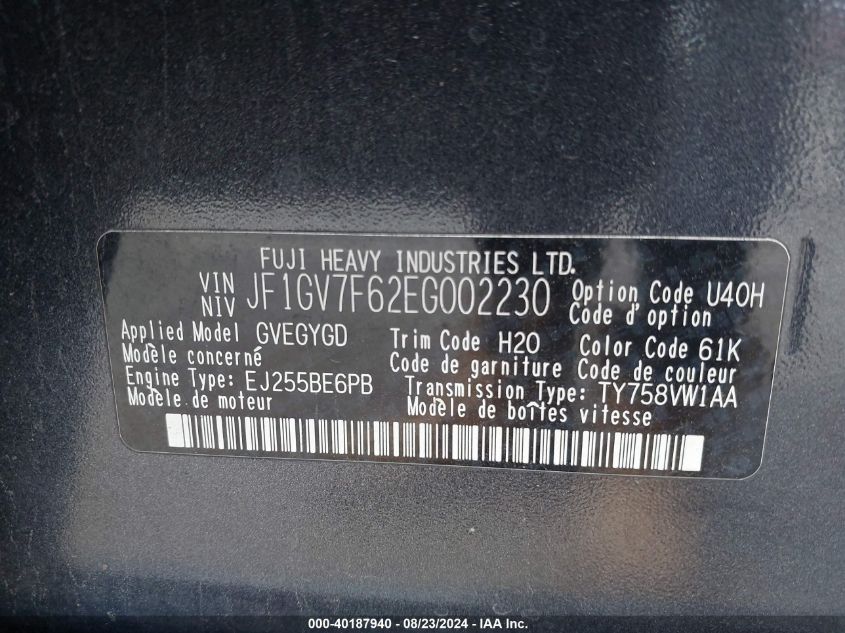 FUJI HEAVY INDUSTRIES LTD.
VIN
NIV
JF1GV7F62EG002230
Option Code U40H
Code d'option
Applied Model GVEGYGD
Modèle concerné
Trim Code H20
Code de garniture
Color Code 61K
Code de couleur
Engine Type: EJ255BE6PB
Modèle de moteur
Transmission Type: TY758VW1AA
Modèle de boîtes vitesse
000-40187940 - 08/23/2024 - IAA Inc.